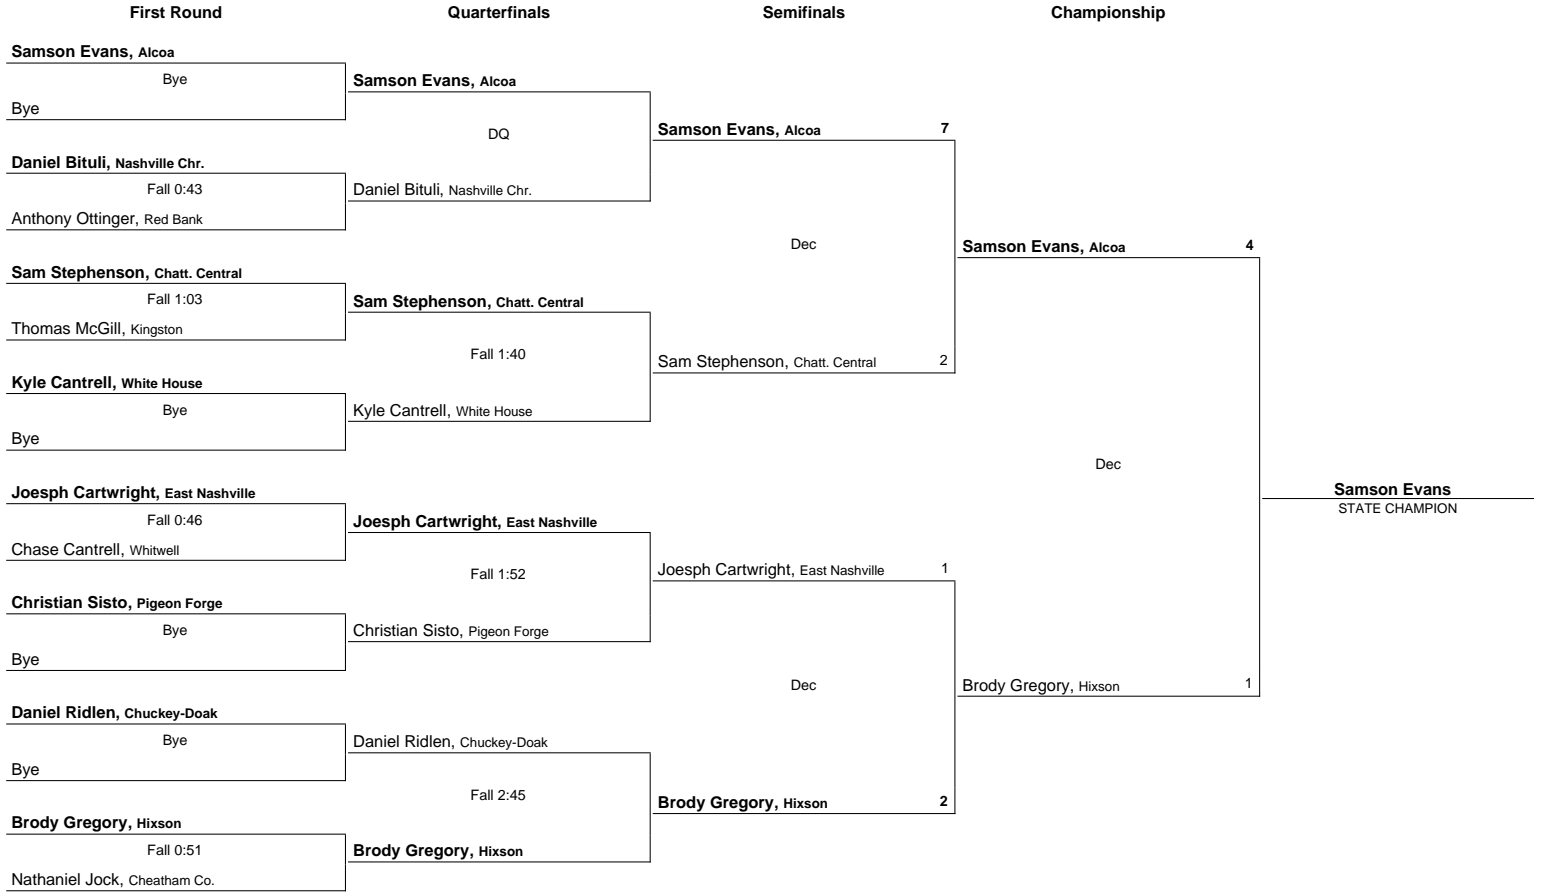 First Round
Quarterfinals
Semifinals
Championship
Samson Evans, Alcoa
Bye
Bye
Daniel Bituli, Nashville Chr.
Fall 0:43
Anthony Ottinger, Red Bank
Sam Stephenson, Chatt. Central
Fall 1:03
Thomas McGill, Kingston
Kyle Cantrell, White House
Bye
Bye
Joesph Cartwright, East Nashville
Fall 0:46
Chase Cantrell, Whitwell
Christian Sisto, Pigeon Forge
Bye
Bye
Daniel Ridlen, Chuckey-Doak
Bye
Bye
Brody Gregory, Hixson
Fall 0:51
Nathaniel Jock, Cheatham Co.
Samson Evans, Alcoa
DQ
Daniel Bituli, Nashville Chr.
Sam Stephenson, Chatt. Central
Fall 1:40
Kyle Cantrell, White House
Joesph Cartwright, East Nashville
Fall 1:52
Christian Sisto, Pigeon Forge
Daniel Ridlen, Chuckey-Doak
Fall 2:45
Brody Gregory, Hixson
Samson Evans, Alcoa 7
Dec
Sam Stephenson, Chatt. Central 2
Joesph Cartwright, East Nashville 1
Dec
Brody Gregory, Hixson 2
Samson Evans, Alcoa 4
Dec
Brody Gregory, Hixson 1
Samson Evans
STATE CHAMPION